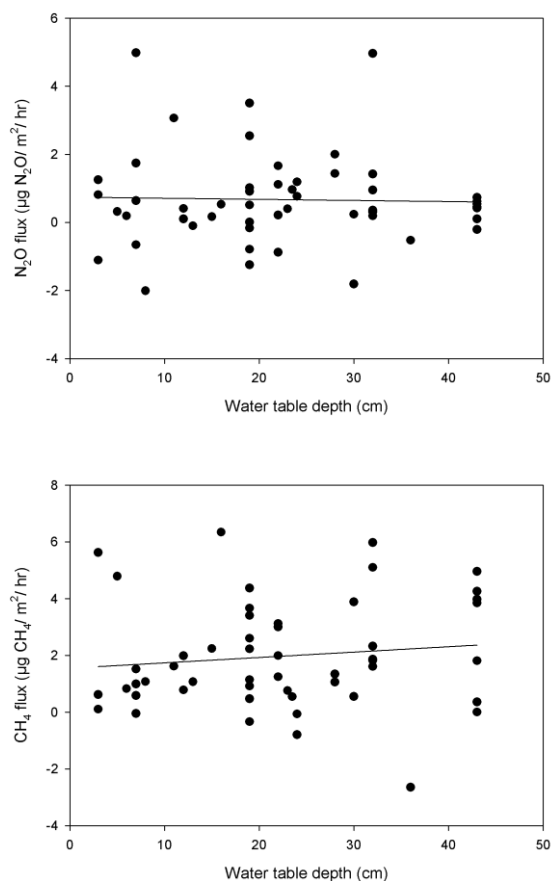 6
4
2
0
-2
-4
N₂O flux (µg N₂O/ m²/ hr)
0 10 20 30 40 50
Water table depth (cm)
8
6
4
2
0
-2
-4
CH₄ flux (µg CH₄/ m²/ hr)
0 10 20 30 40 50
Water table depth (cm)